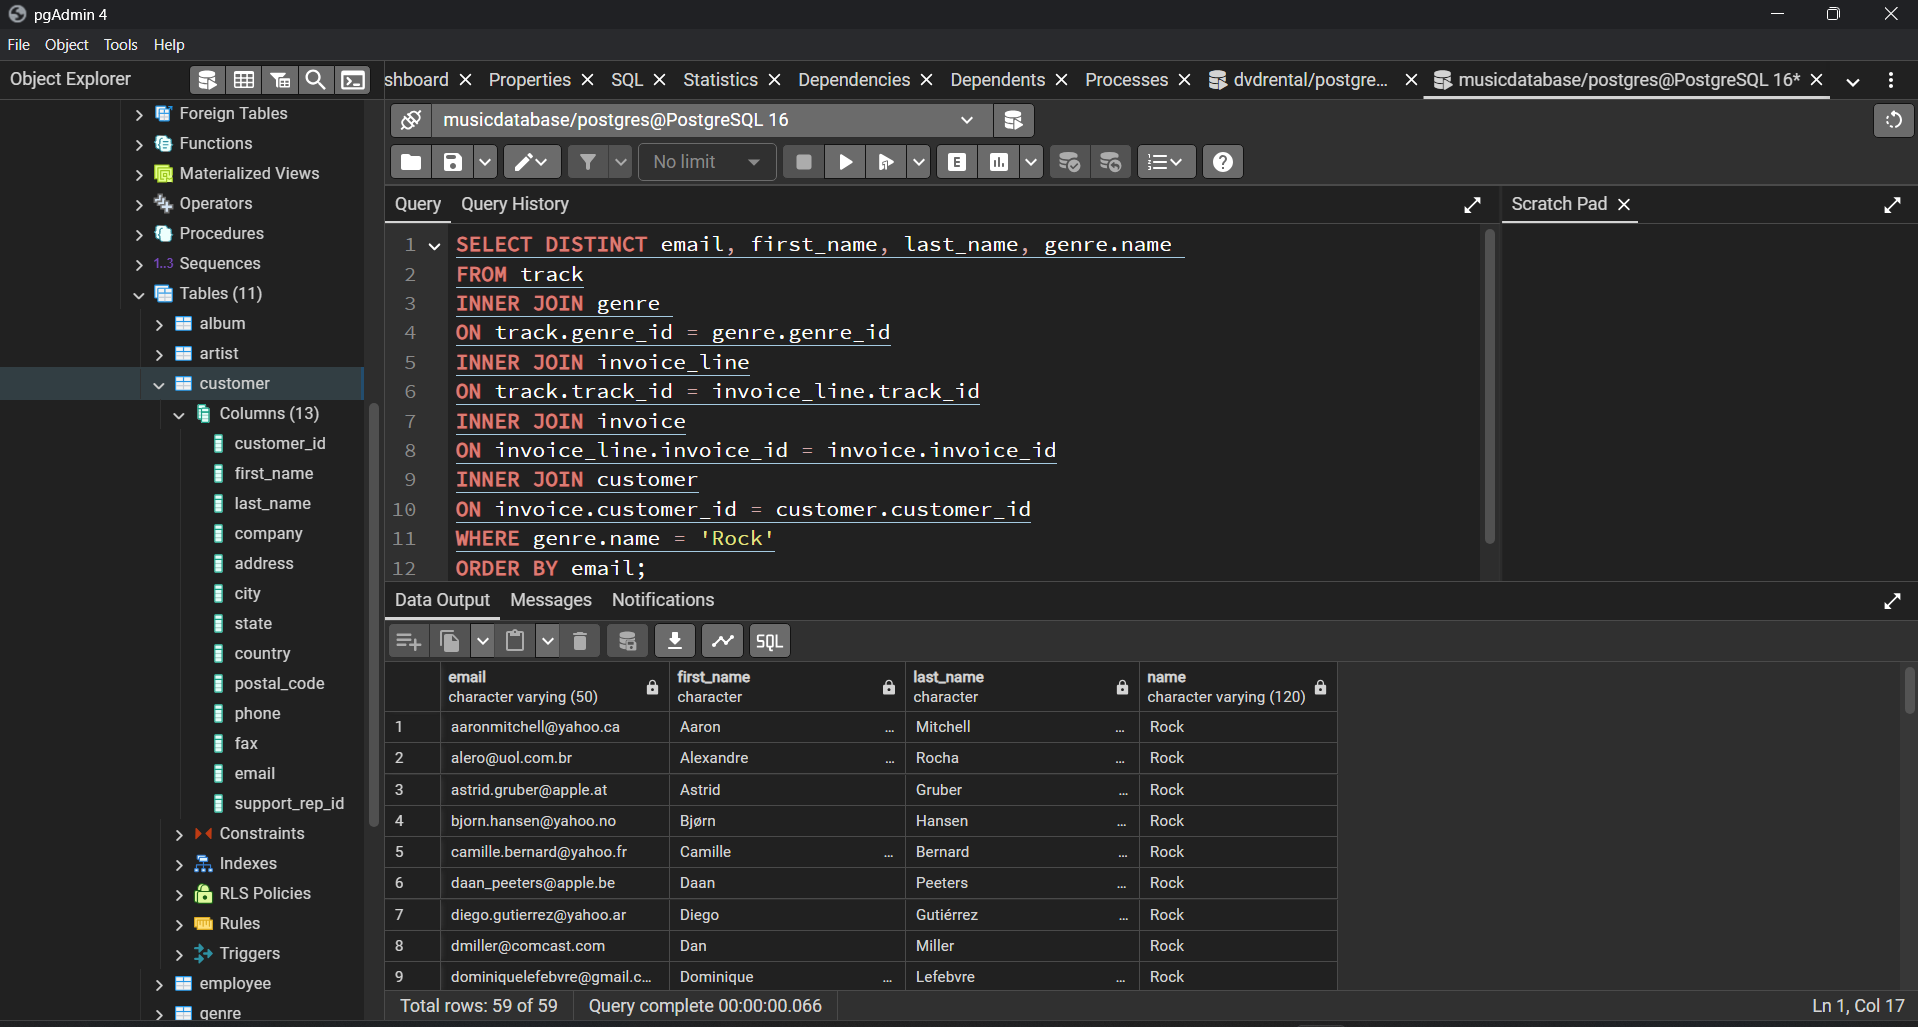 pgAdmin 4
File Object Tools Help
Object Explorer
shboard Properties SQL Statistics Dependencies Dependents Processes dvdrental/postgre... musicdatabase/postgres@PostgreSQL 16*
Foreign Tables
Functions
Materialized Views
Operators
Procedures
1..3 Sequences
Tables (11)
album
artist
customer
Columns (13)
customer_id
first_name
last_name
company
address
city
state
country
postal_code
phone
fax
email
support_rep_id
Constraints
Indexes
RLS Policies
Rules
Triggers
employee
genre
musicdatabase/postgres@PostgreSQL 16
No limit
E
Query Query History
Scratch Pad
1 SELECT DISTINCT email, first_name, last_name, genre.name
2 FROM track
3 INNER JOIN genre
4 ON track.genre_id = genre.genre_id
5 INNER JOIN invoice_line
6 ON track.track_id = invoice_line.track_id
7 INNER JOIN invoice
8 ON invoice_line.invoice_id = invoice.invoice_id
9 INNER JOIN customer
10 ON invoice.customer_id = customer.customer_id
11 WHERE genre.name = 'Rock'
12 ORDER BY email;
Data Output Messages Notifications
SQL
email first_name last_name name
character varying (50) character character character varying (120)
1 aaronmitchell@yahoo.ca Aaron ... Mitchell ... Rock
2 alero@uol.com.br Alexandre ... Rocha ... Rock
3 astrid.gruber@apple.at Astrid Gruber ... Rock
4 bjorn.hansen@yahoo.no Bjørn Hansen ... Rock
5 camille.bernard@yahoo.fr Camille ... Bernard ... Rock
6 daan_peeters@apple.be Daan Peeters ... Rock
7 diego.gutierrez@yahoo.ar Diego Gutiérrez ... Rock
8 dmiller@comcast.com Dan Miller Rock
9 dominiquelefebvre@gmail.c... Dominique ... Lefebvre ... Rock
Total rows: 59 of 59 Query complete 00:00:00.066 Ln 1, Col 17